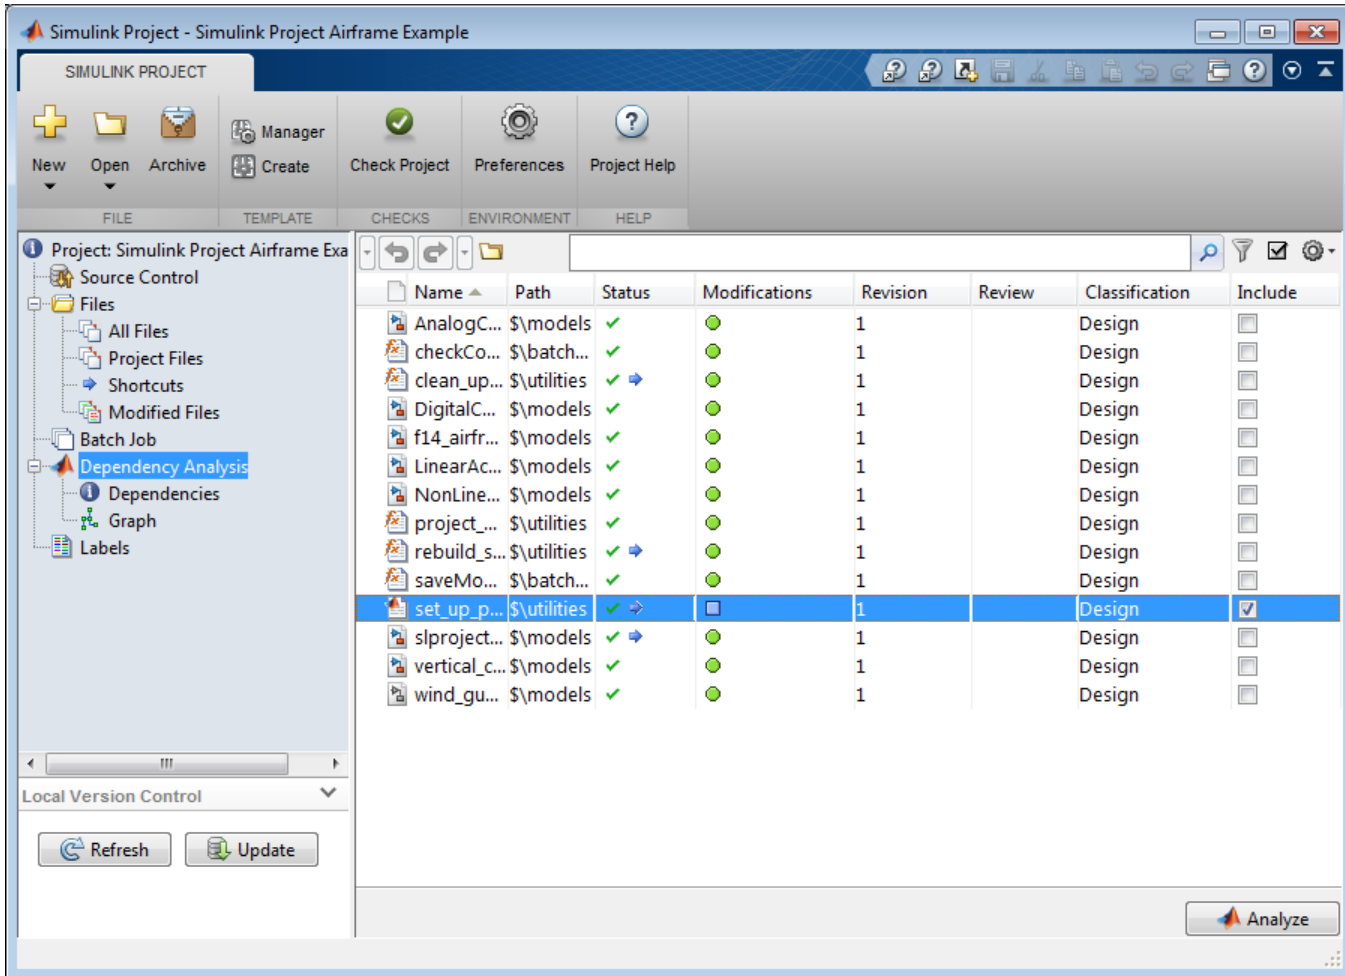 Simulink Project - Simulink Project Airframe Example
SIMULINK PROJECT
New Open Archive Manager Create Check Project Preferences Project Help
FILE TEMPLATE CHECKS ENVIRONMENT HELP
Project: Simulink Project Airframe Exa
Source Control
Files
All Files
Project Files
Shortcuts
Modified Files
Batch Job
Dependency Analysis
Dependencies
Graph
Labels
Local Version Control
Refresh Update
Name Path Status Modifications Revision Review Classification Include
AnalogC... $\models 1 Design
checkCo... $\batch... 1 Design
clean_up... $\utilities 1 Design
DigitalC... $\models 1 Design
f14_airfr... $\models 1 Design
LinearAc... $\models 1 Design
NonLine... $\models 1 Design
project_... $\utilities 1 Design
rebuild_s... $\utilities 1 Design
saveMo... $\batch... 1 Design
set_up_p... $\utilities 1 Design
slproject... $\models 1 Design
vertical_c... $\models 1 Design
wind_gu... $\models 1 Design
Analyze